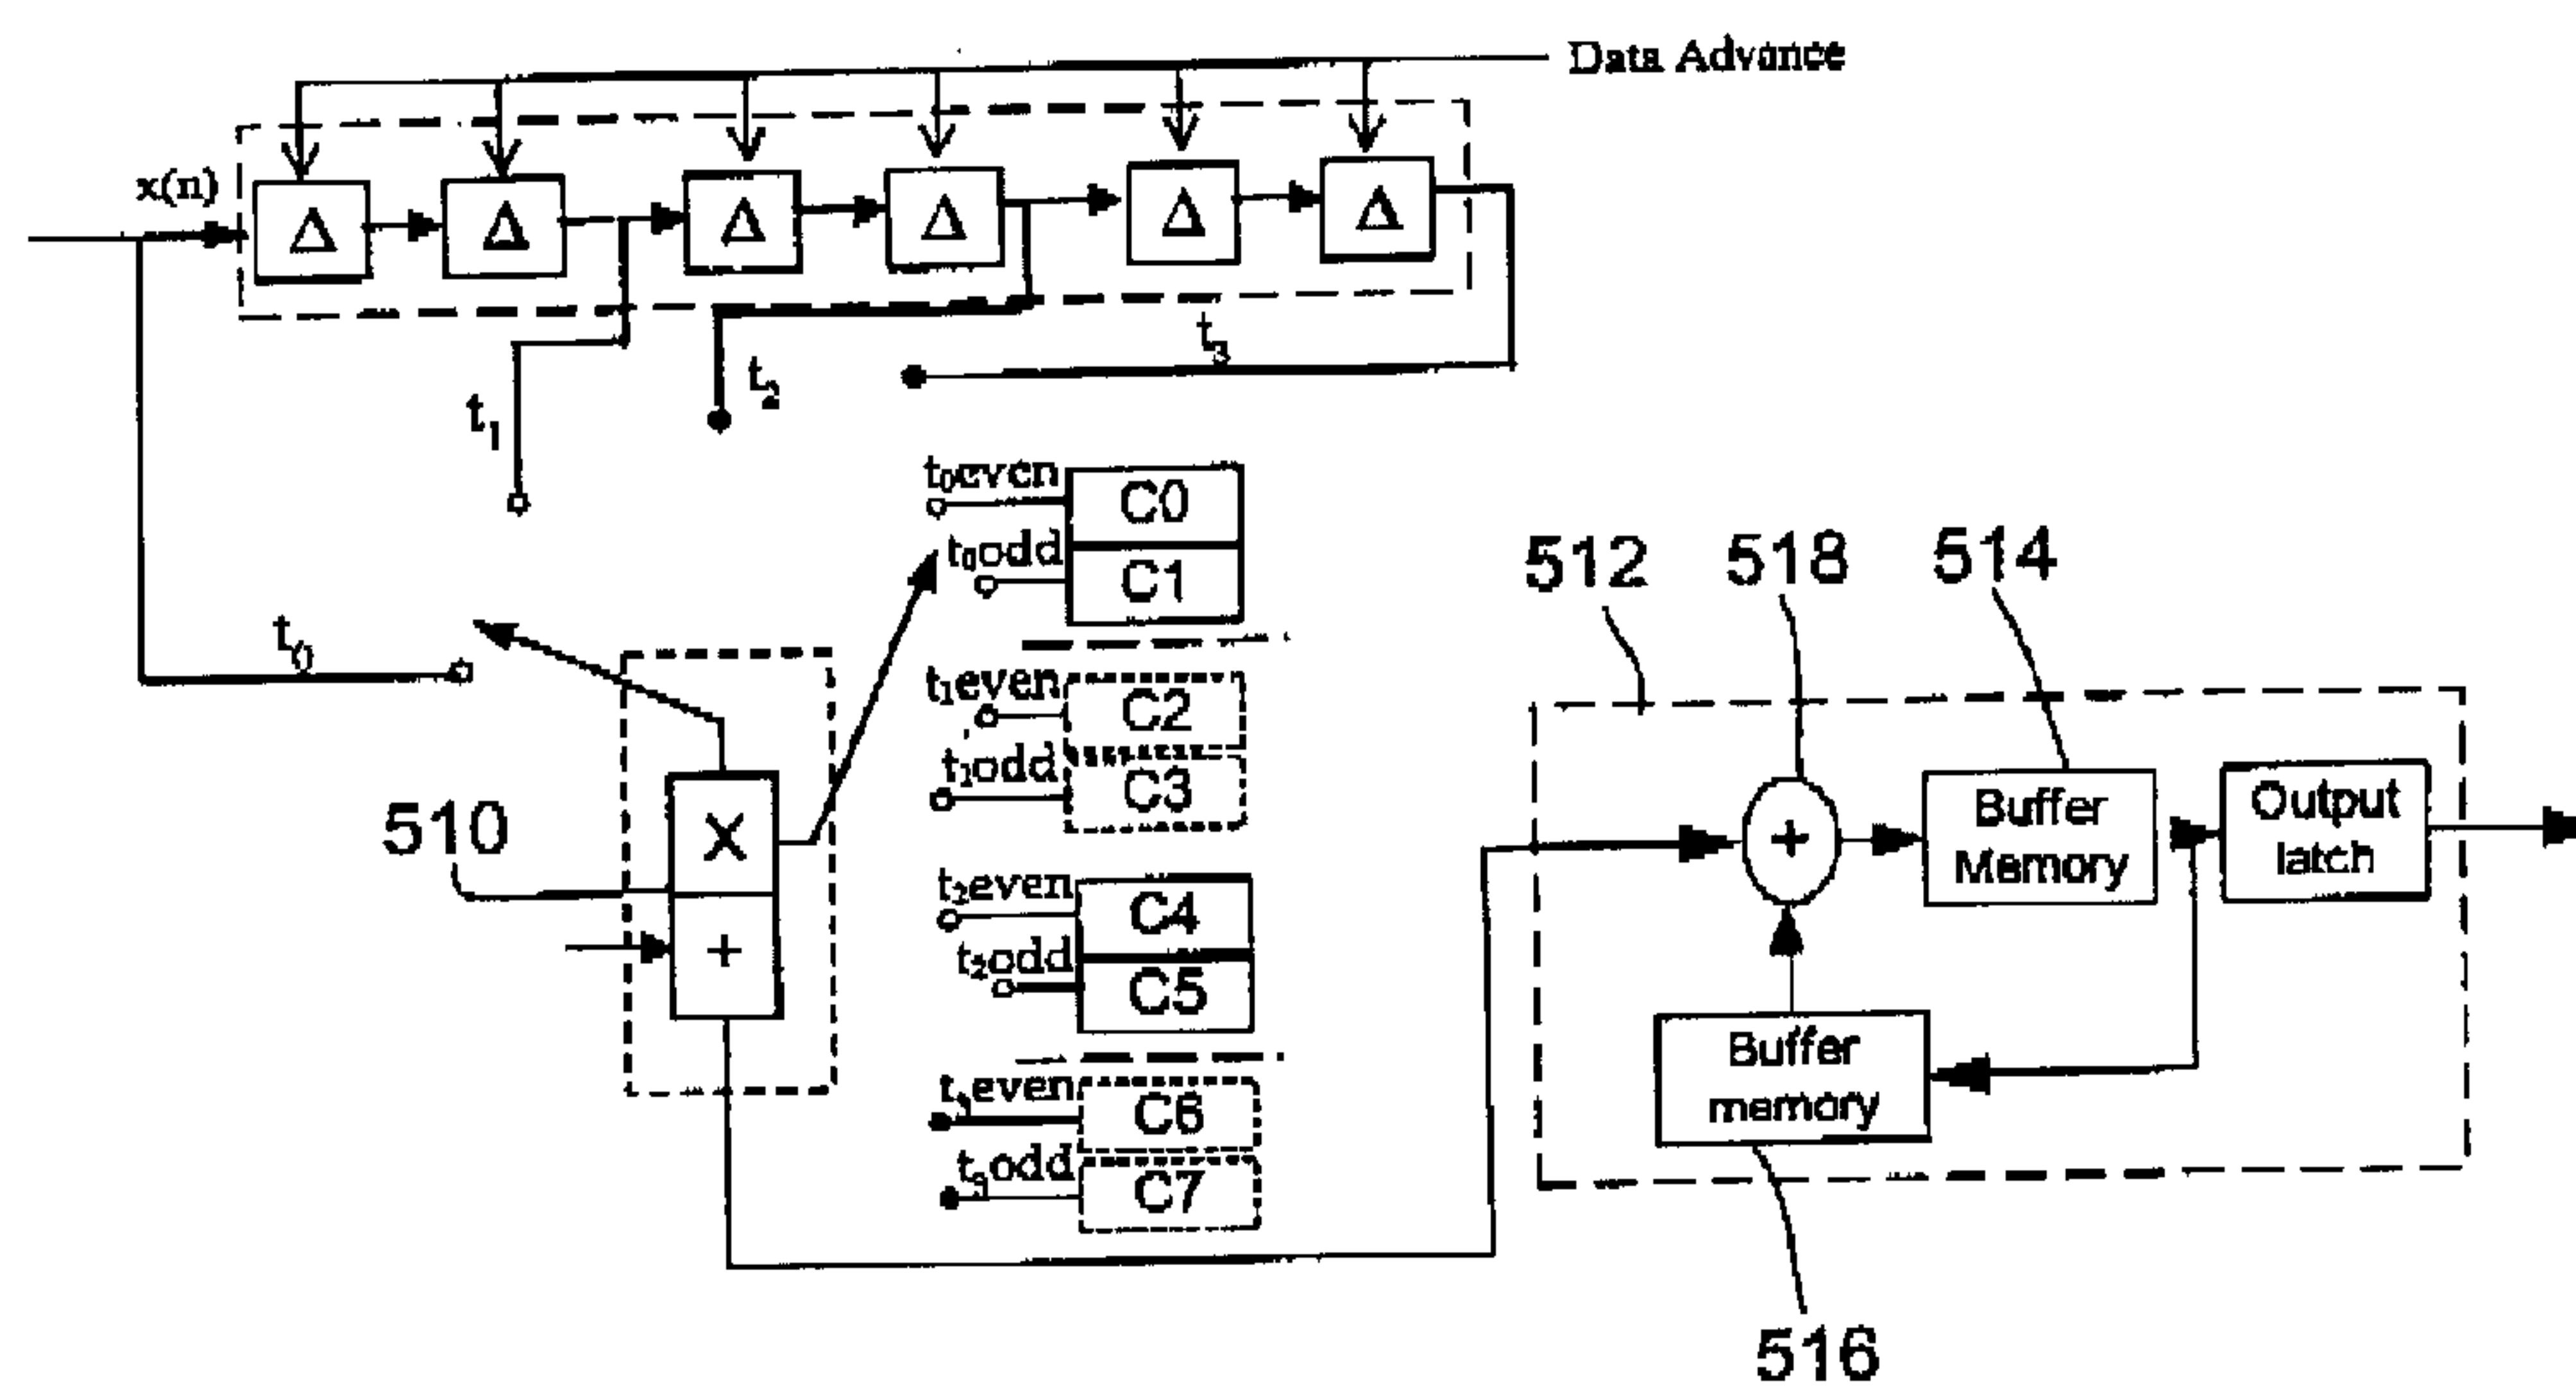 Data Advance
x(n)
Δ Δ Δ Δ Δ Δ
t3
t2
t1
t0even
C0
t0odd
C1
t0
t1even
C2
t1odd
C3
510
X
+
t2even
C4
t2odd
C5
t3even
C6
t3odd
C7
512
518
514
+
Buffer
Memory
Output
latch
Buffer
memory
516